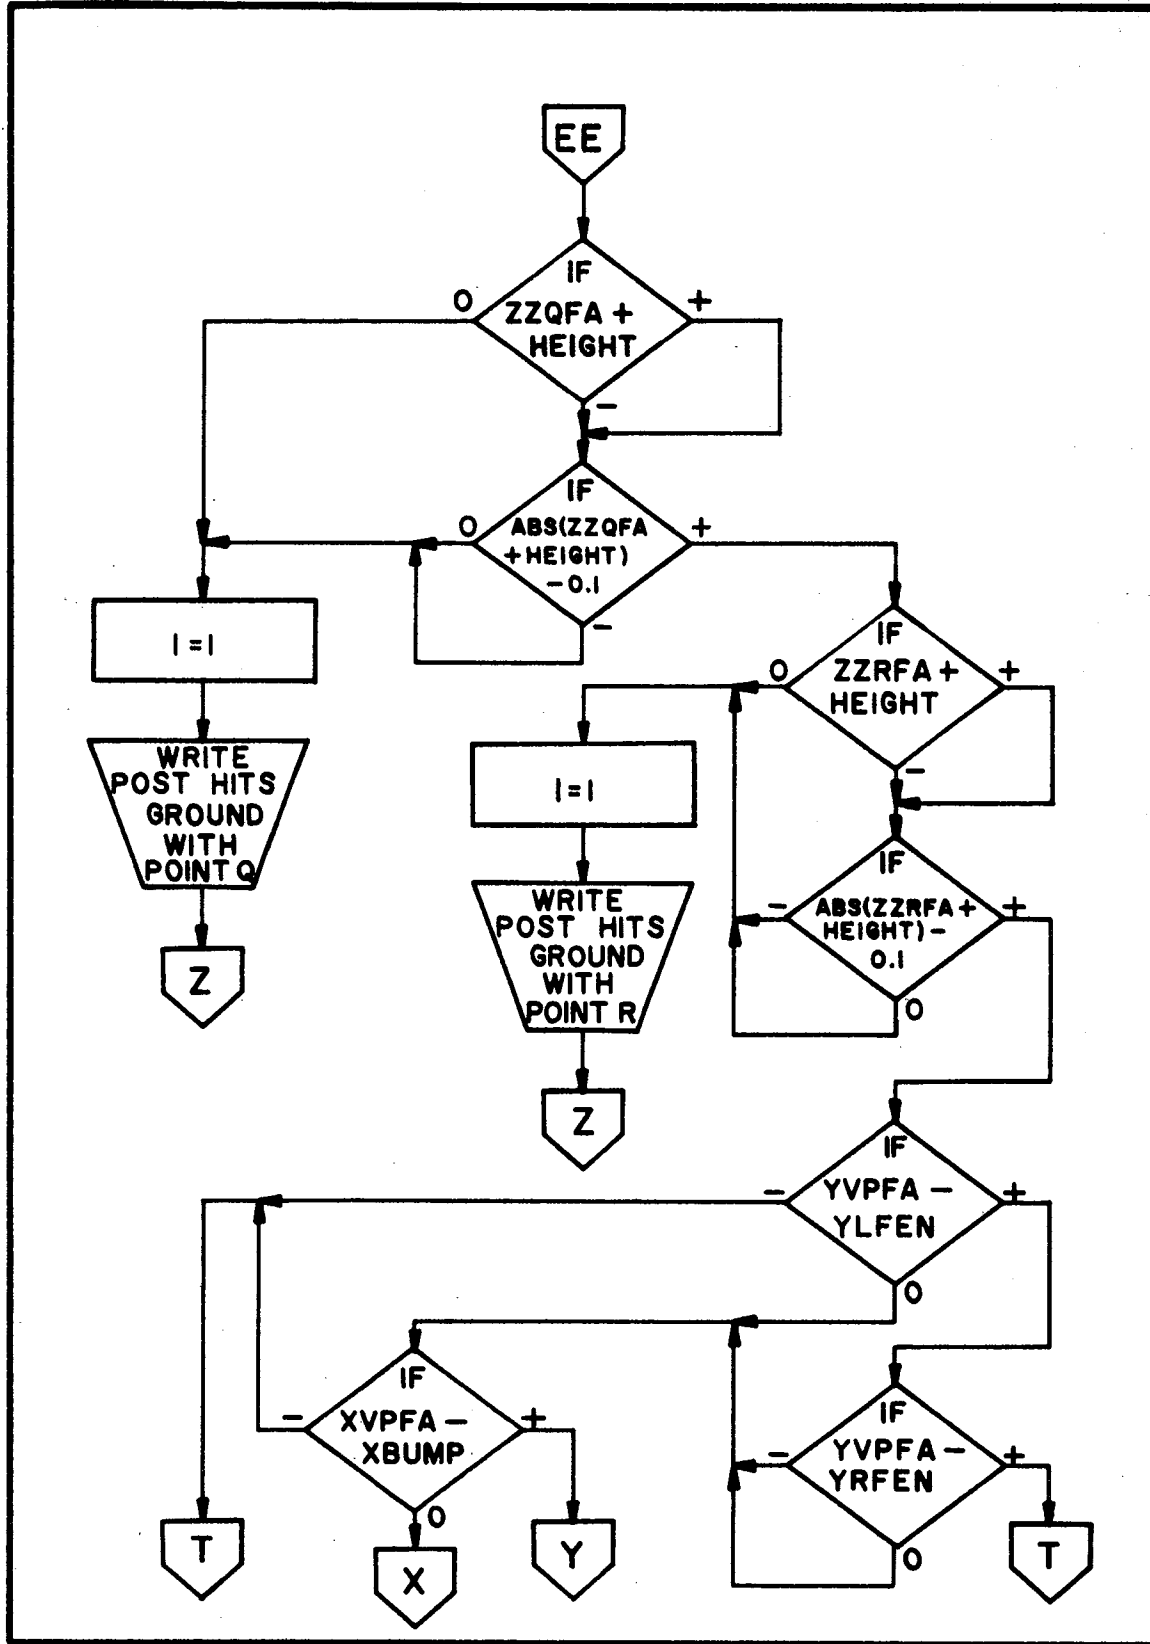 EE
IF
ZZQFA +
HEIGHT
0
+
−
IF
ABS(ZZQFA
+ HEIGHT)
− 0.1
0
+
−
I = I
WRITE
POST HITS
GROUND
WITH
POINT Q
Z
IF
ZZRFA +
HEIGHT
0
+
−
I = I
WRITE
POST HITS
GROUND
WITH
POINT R
Z
IF
ABS(ZZRFA +
HEIGHT) −
0.1
−
+
0
IF
YVPFA −
YLFEN
−
+
0
IF
XVPFA −
XBUMP
−
+
0
IF
YVPFA −
YRFEN
−
+
0
T
X
Y
T